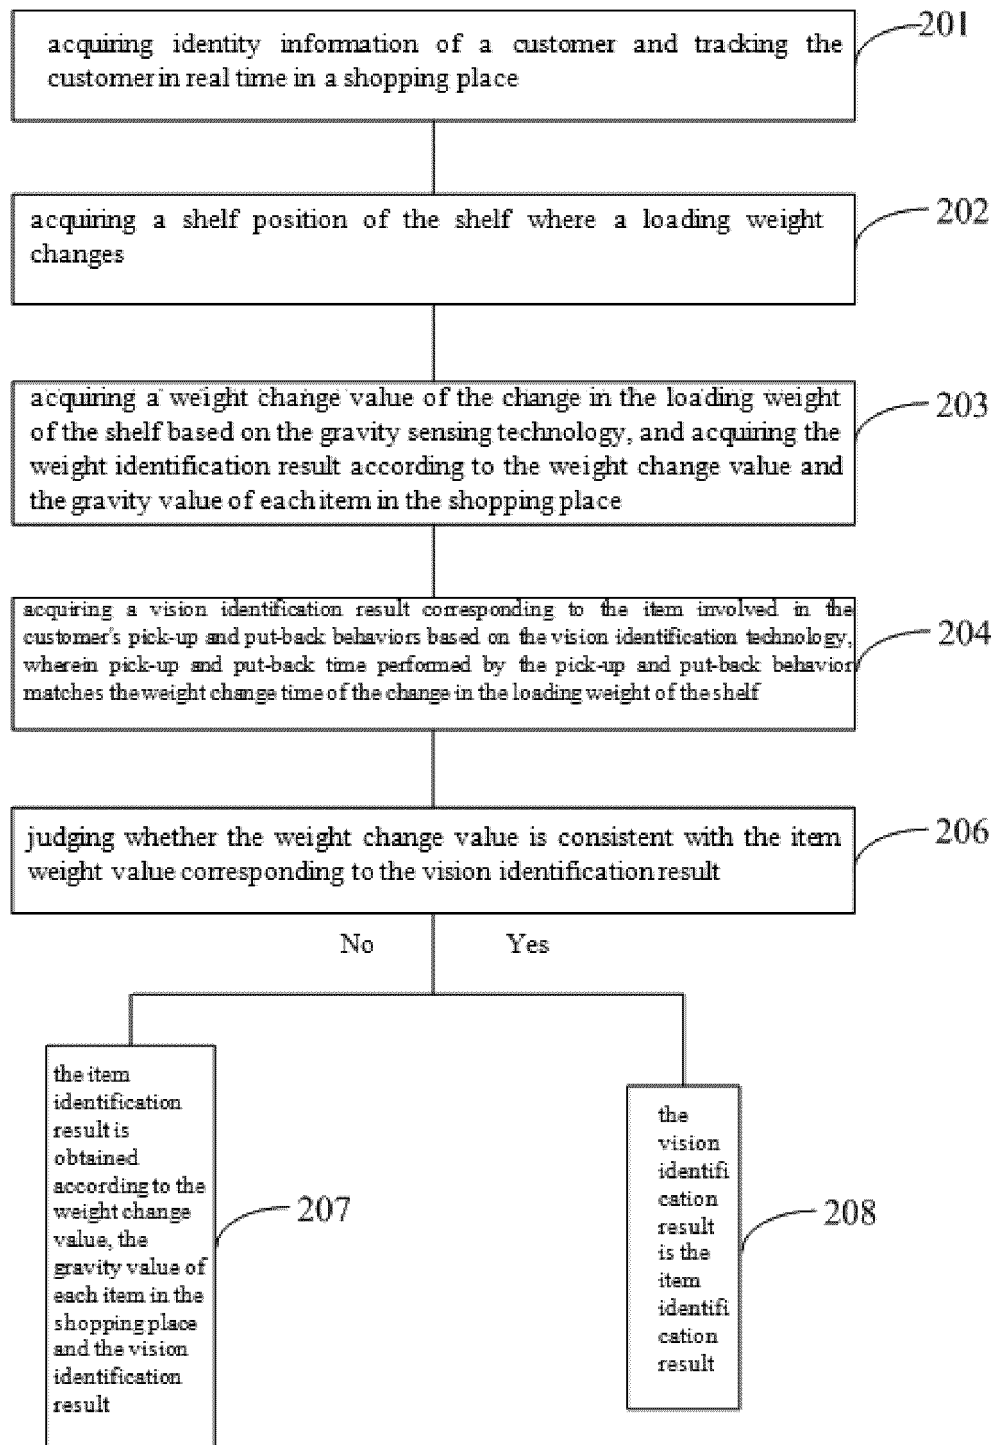 acquiring identity information of a customer and tracking the
customer in real time in a shopping place
201
acquiring a shelf position of the shelf where a loading weight
changes
202
acquiring a weight change value of the change in the loading weight
of the shelf based on the gravity sensing technology, and acquiring the
weight identification result according to the weight change value and
the gravity value of each item in the shopping place
203
acquiring a vision identification result corresponding to the item involved in the
customer's pick-up and put-back behaviors based on the vision identification technology,
wherein pick-up and put-back time performed by the pick-up and put-back behavior
matches the weight change time of the change in the loading weight of the shelf
204
judging whether the weight change value is consistent with the item
weight value corresponding to the vision identification result
206
No
Yes
the item
identification
result is
obtained
according to the
weight change
value, the
gravity value of
each item in the
shopping place
and the vision
identification
result
207
the
vision
identifi
cation
result
is the
item
identifi
cation
result
208